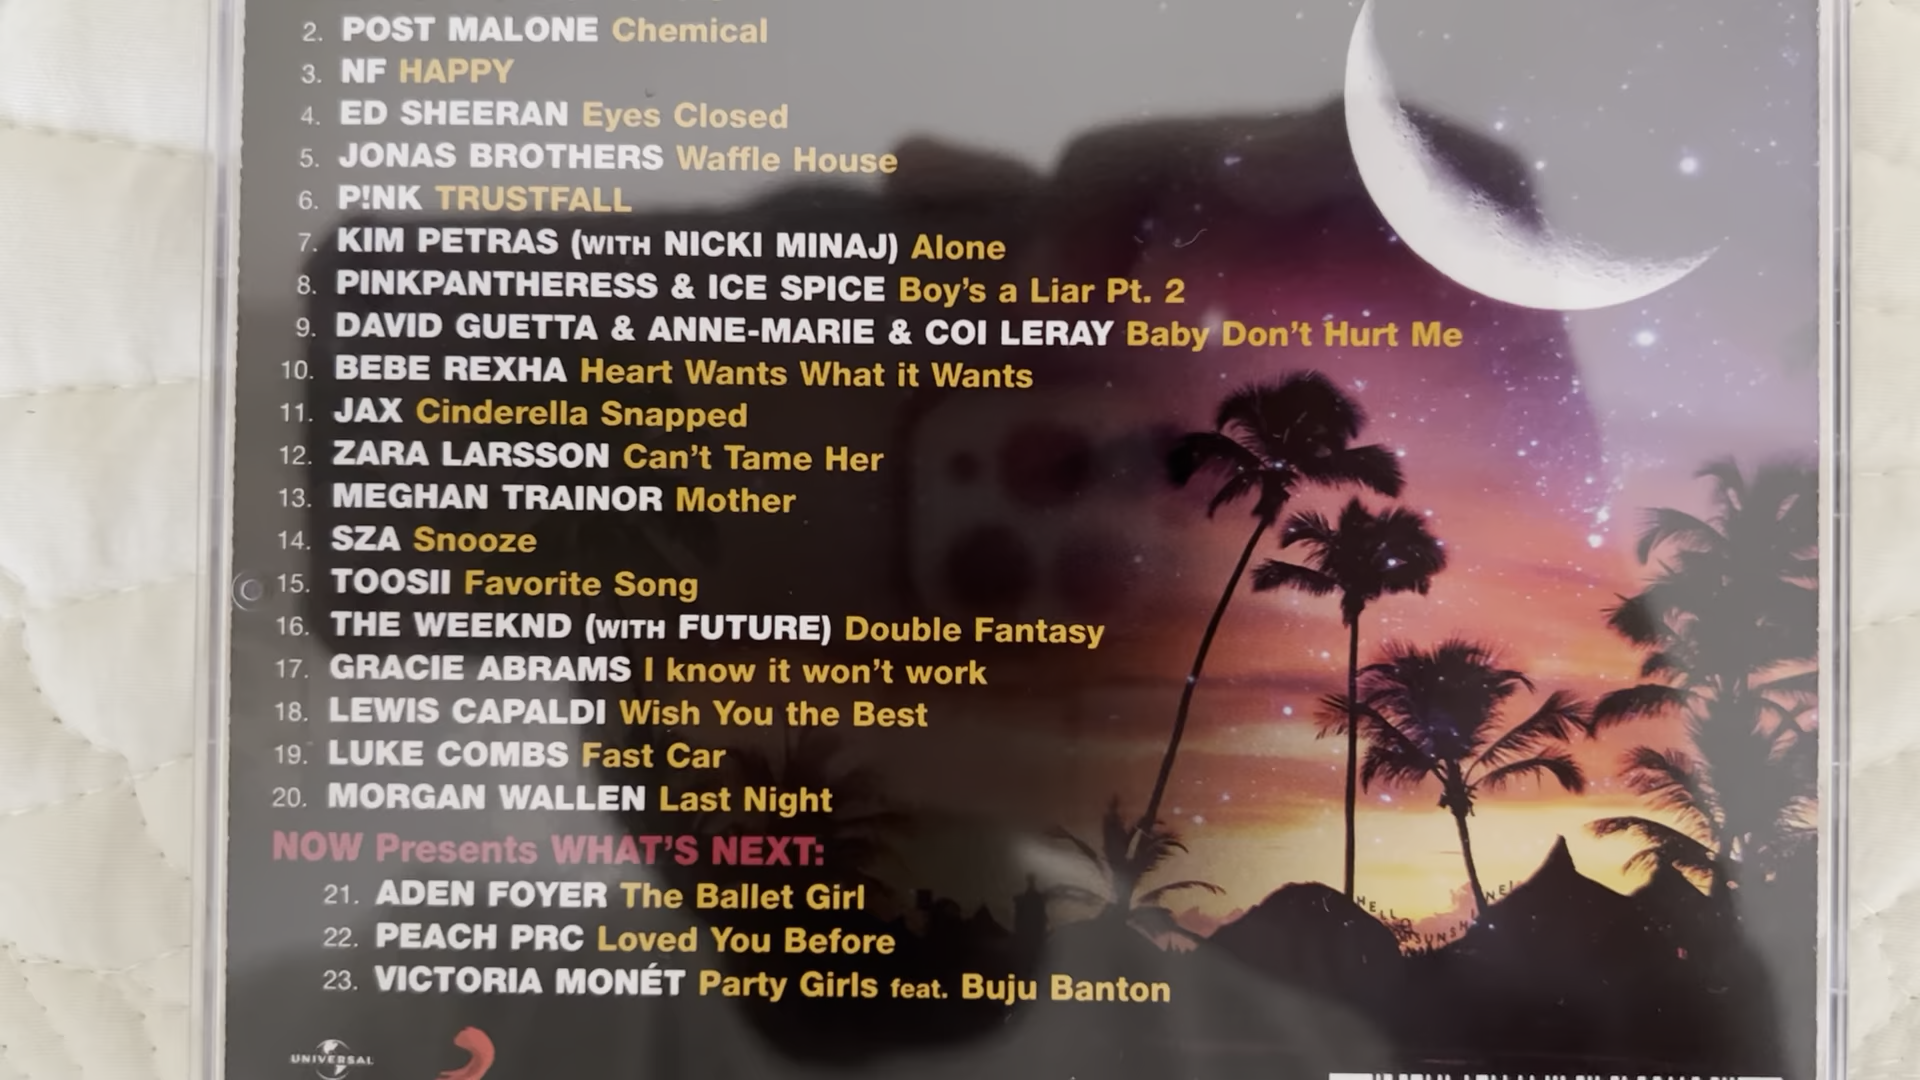 2. POST MALONE Chemical
3. NF HAPPY
4. ED SHEERAN Eyes Closed
5. JONAS BROTHERS Waffle House
6. P!NK TRUSTFALL
7. KIM PETRAS (WITH NICKI MINAJ) Alone
8. PINKPANTHERESS & ICE SPICE Boy's a Liar Pt. 2
9. DAVID GUETTA & ANNE-MARIE & COI LERAY Baby Don't Hurt Me
10. BEBE REXHA Heart Wants What it Wants
11. JAX Cinderella Snapped
12. ZARA LARSSON Can't Tame Her
13. MEGHAN TRAINOR Mother
14. SZA Snooze
15. TOOSII Favorite Song
16. THE WEEKND (WITH FUTURE) Double Fantasy
17. GRACIE ABRAMS I know it won't work
18. LEWIS CAPALDI Wish You the Best
19. LUKE COMBS Fast Car
20. MORGAN WALLEN Last Night
NOW Presents WHAT'S NEXT:
21. ADEN FOYER The Ballet Girl
22. PEACH PRC Loved You Before
23. VICTORIA MONÉT Party Girls feat. Buju Banton
UNIVERSAL